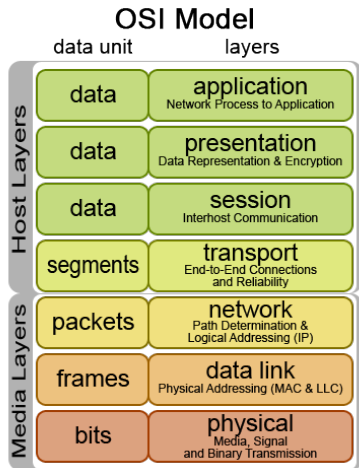 OSI Model
data unit
layers
Host Layers
data
application
Network Process to Application
data
presentation
Data Representation & Encryption
data
session
Interhost Communication
segments
transport
End-to-End Connections
and Reliability
Media Layers
packets
network
Path Determination &
Logical Addressing (IP)
frames
data link
Physical Addressing (MAC & LLC)
bits
physical
Media, Signal
and Binary Transmission